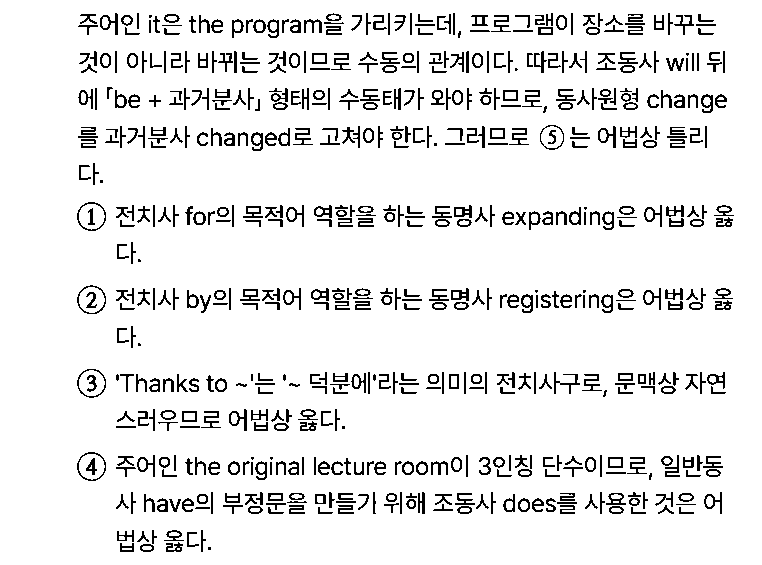 주어인 it은 the program을 가리키는데, 프로그램이 장소를 바꾸는
것이 아니라 바뀌는 것이므로 수동의 관계이다. 따라서 조동사 will 뒤
에 「be + 과거분사」 형태의 수동태가 와야 하므로, 동사원형 change
를 과거분사 changed로 고쳐야 한다. 그러므로 ⑤는 어법상 틀리
다.
① 전치사 for의 목적어 역할을 하는 동명사 expanding은 어법상 옳
다.
② 전치사 by의 목적어 역할을 하는 동명사 registering은 어법상 옳
다.
③ 'Thanks to ~'는 '~ 덕분에'라는 의미의 전치사구로, 문맥상 자연
스러우므로 어법상 옳다.
④ 주어인 the original lecture room이 3인칭 단수이므로, 일반동
사 have의 부정문을 만들기 위해 조동사 does를 사용한 것은 어
법상 옳다.